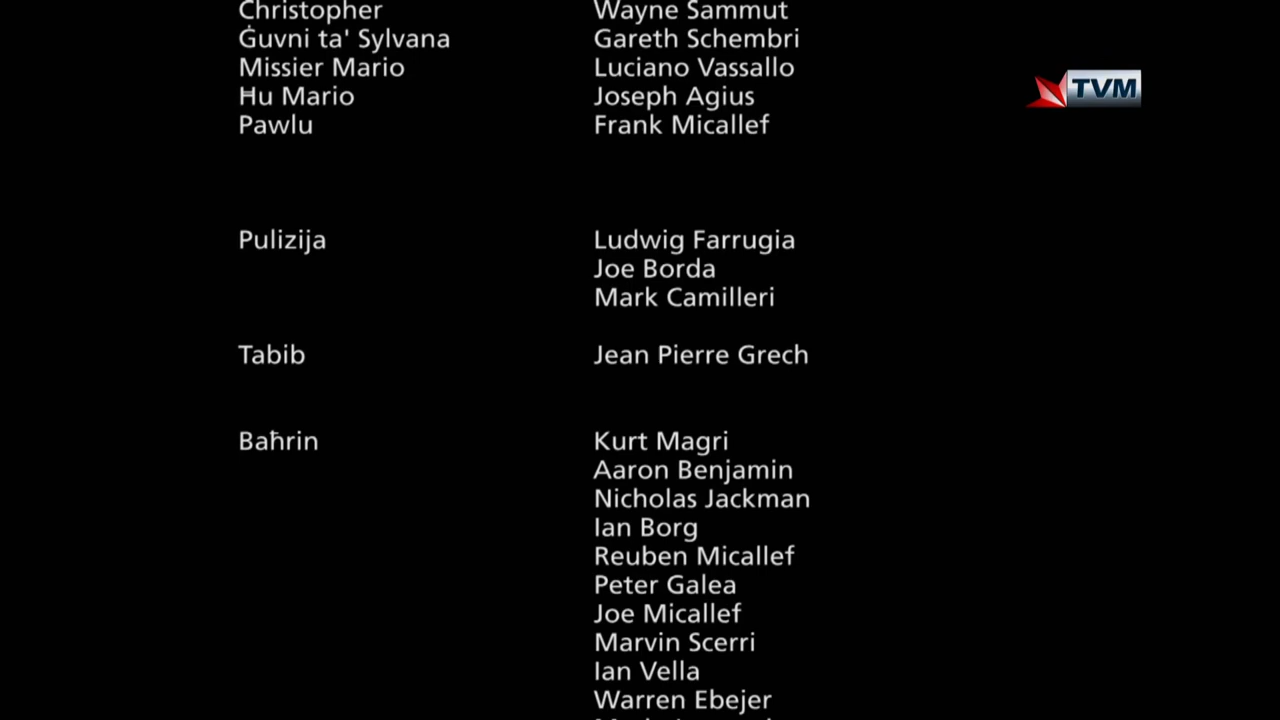 Christopher Wayne Sammut
Ġuvni ta' Sylvana Gareth Schembri
Missier Mario Luciano Vassallo
Ħu Mario Joseph Agius
Pawlu Frank Micallef
TVM
Pulizija Ludwig Farrugia
Joe Borda
Mark Camilleri
Tabib Jean Pierre Grech
Baħrin Kurt Magri
Aaron Benjamin
Nicholas Jackman
Ian Borg
Reuben Micallef
Peter Galea
Joe Micallef
Marvin Scerri
Ian Vella
Warren Ebejer